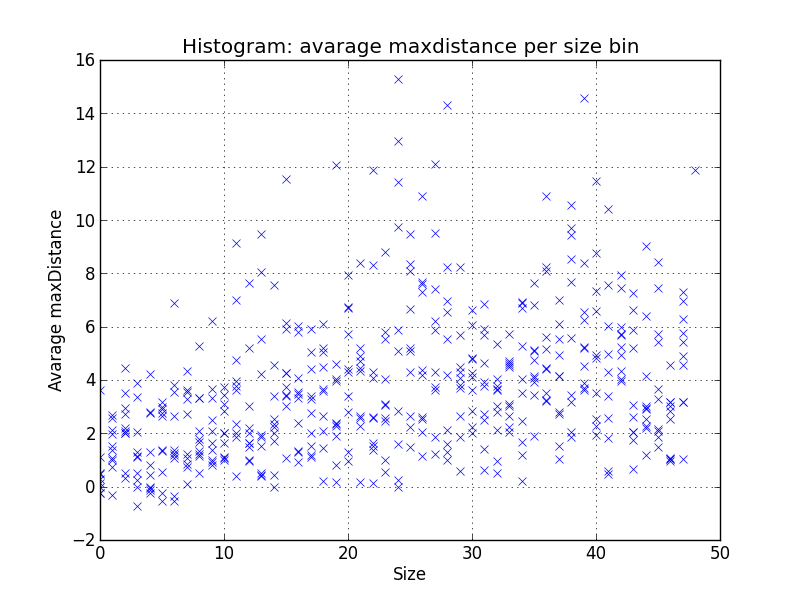 Histogram: avarage maxdistance per size bin
16
14
12
10
8
6
4
2
0
−2
Avarage maxDistance
0 10 20 30 40 50
Size